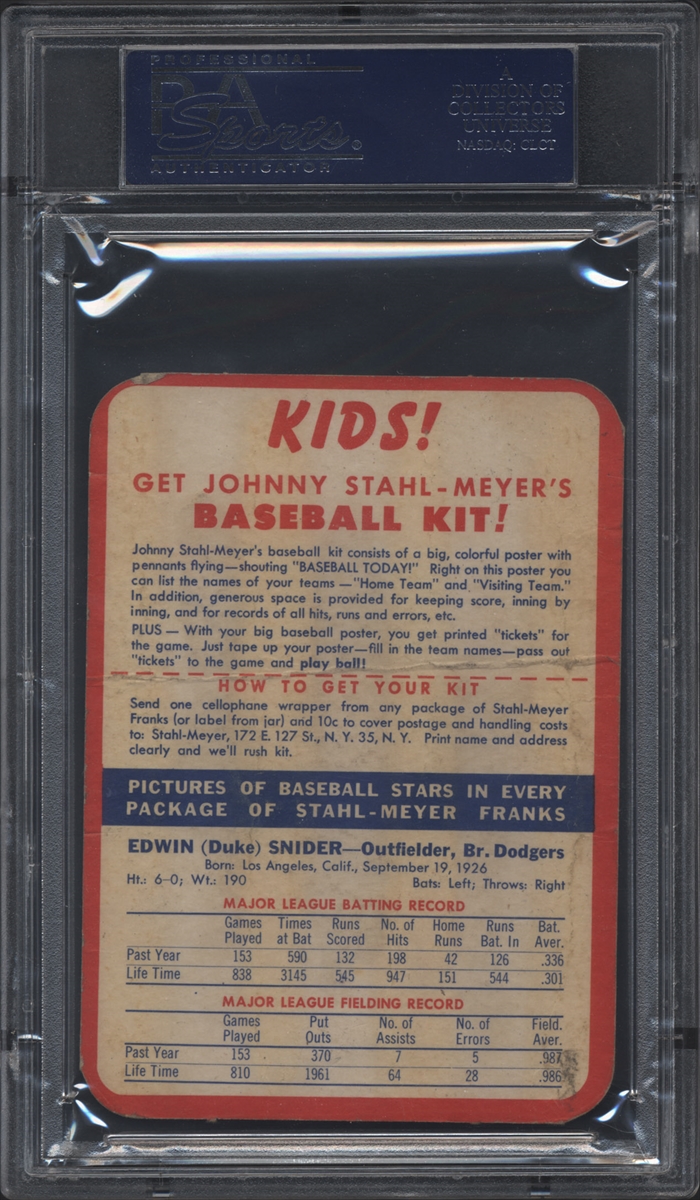 PROFESSIONAL
PSA
Sports.
AUTHENTICATOR
A
DIVISION OF
COLLECTORS
UNIVERSE
NASDAQ: CLCT
KIDS!
GET JOHNNY STAHL-MEYER'S
BASEBALL KIT!
Johnny Stahl-Meyer's baseball kit consists of a big, colorful poster with
pennants flying—shouting "BASEBALL TODAY!" Right on this poster you
can list the names of your teams —"Home Team" and "Visiting Team."
In addition, generous space is provided for keeping score, inning by
inning, and for records of all hits, runs and errors, etc.
PLUS — With your big baseball poster, you get printed "tickets" for
the game. Just tape up your poster—fill in the team names—pass out
"tickets" to the game and play ball!
HOW TO GET YOUR KIT
Send one cellophane wrapper from any package of Stahl-Meyer
Franks (or label from jar) and 10c to cover postage and handling costs
to: Stahl-Meyer, 172 E. 127 St., N. Y. 35, N. Y. Print name and address
clearly and we'll rush kit.
PICTURES OF BASEBALL STARS IN EVERY
PACKAGE OF STAHL-MEYER FRANKS
EDWIN (Duke) SNIDER—Outfielder, Br. Dodgers
Born: Los Angeles, Calif., September 19, 1926
Ht.: 6-0; Wt.: 190 Bats: Left; Throws: Right
MAJOR LEAGUE BATTING RECORD
Games Times Runs No. of Home Runs Bat.
Played at Bat Scored Hits Runs Bat. In Aver.
Past Year 153 590 132 198 42 126 .336
Life Time 838 3145 545 947 151 544 .301
MAJOR LEAGUE FIELDING RECORD
Games Put No. of No. of Field.
Played Outs Assists Errors Aver.
Past Year 153 370 7 5 .987
Life Time 810 1961 64 28 .986